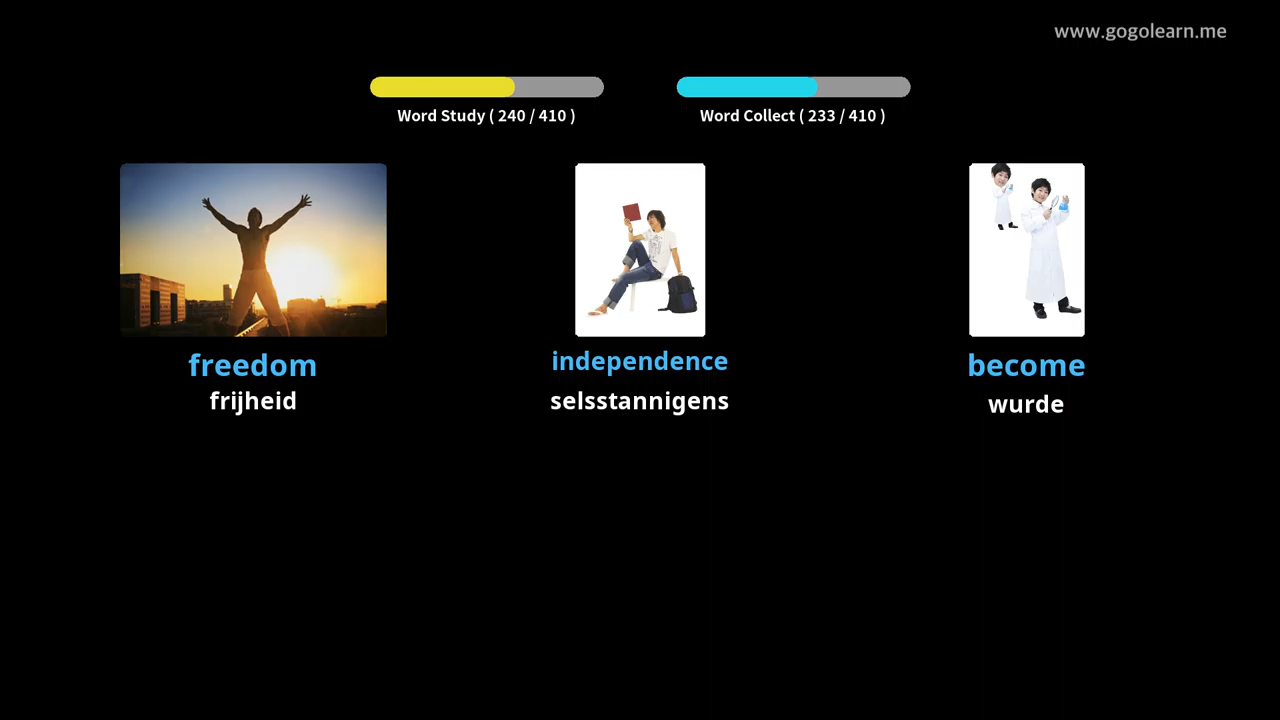 www.gogolearn.me
Word Study ( 240 / 410 )
Word Collect ( 233 / 410 )
freedom
frijheid
independence
selsstannigens
become
wurde